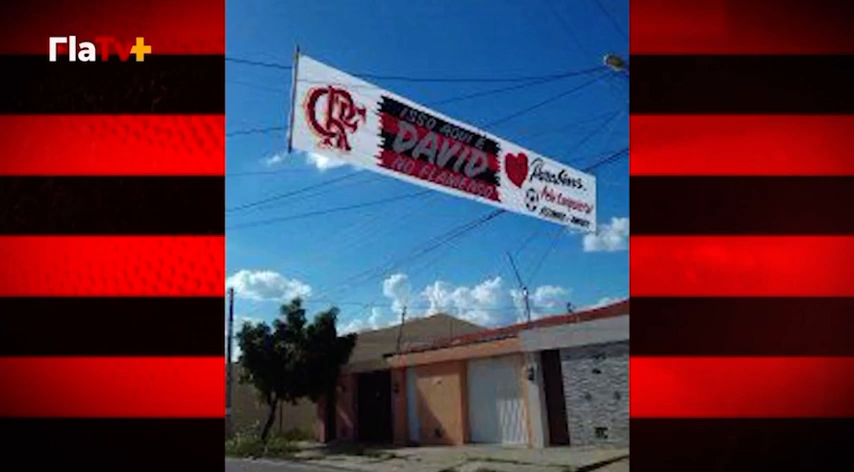 FlaTV+
CRF
ISSO AQUI É
DAVID
NO FLAMENGO
Parabéns.
Pela Conquista!